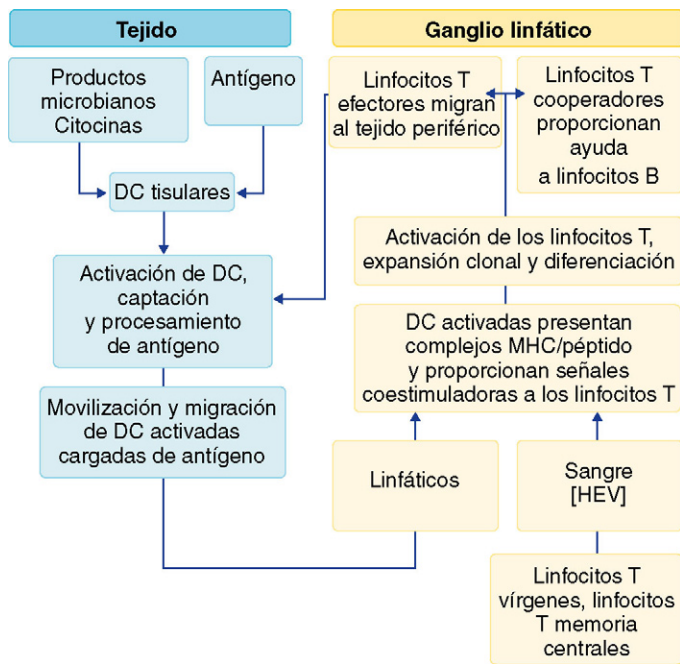 Tejido
Productos
microbianos
Citocinas
Antígeno
DC tisulares
Activación de DC,
captación
y procesamiento
de antígeno
Movilización y migración
de DC activadas
cargadas de antígeno
Ganglio linfático
Linfocitos T
efectores migran
al tejido periférico
Linfocitos T
cooperadores
proporcionan
ayuda
a linfocitos B
Activación de los linfocitos T,
expansión clonal y diferenciación
DC activadas presentan
complejos MHC/péptido
y proporcionan señales
coestimuladoras a los linfocitos T
Linfáticos
Sangre
[HEV]
Linfocitos T
vírgenes, linfocitos
T memoria
centrales